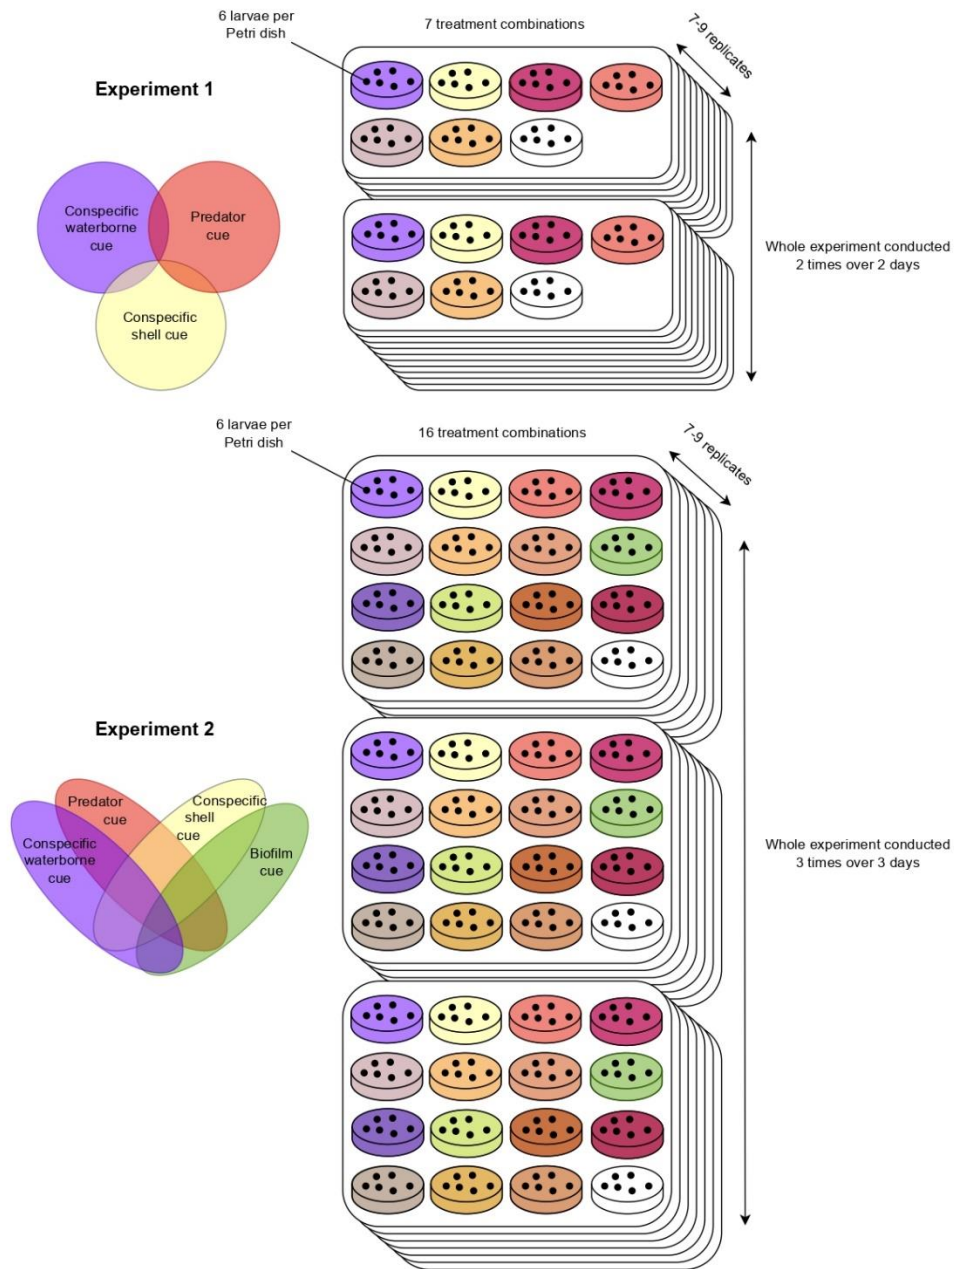 6 larvae per
Petri dish
7 treatment combinations
7-9 replicates
Experiment 1
Conspecific
waterborne
cue
Predator
cue
Conspecific
shell cue
Whole experiment conducted
2 times over 2 days
6 larvae per
Petri dish
16 treatment combinations
7-9 replicates
Experiment 2
Predator
cue
Conspecific
shell
cue
Conspecific
waterborne
cue
Biofilm
cue
Whole experiment conducted
3 times over 3 days